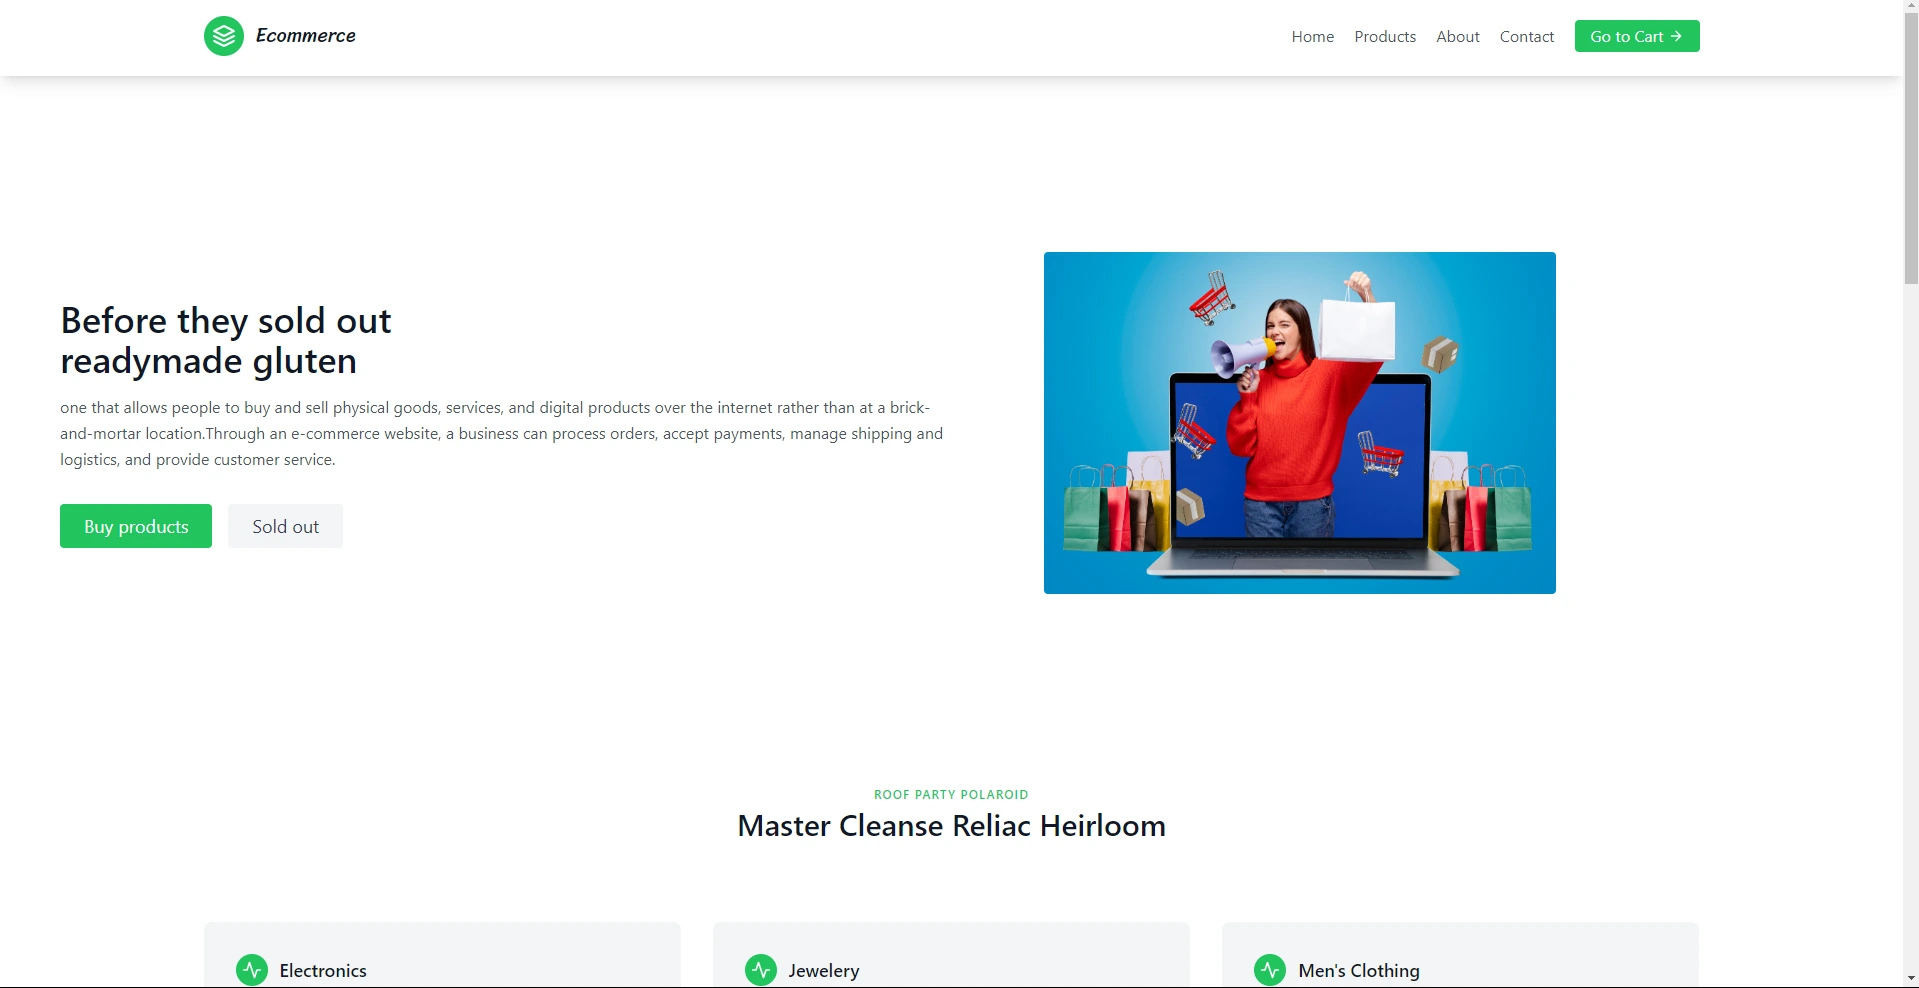 Ecommerce
Home
Products
About
Contact
Go to Cart
Before they sold out
readymade gluten
one that allows people to buy and sell physical goods, services, and digital products over the internet rather than at a brick-
and-mortar location.Through an e-commerce website, a business can process orders, accept payments, manage shipping and
logistics, and provide customer service.
Buy products
Sold out
ROOF PARTY POLAROID
Master Cleanse Reliac Heirloom
Electronics
Jewelery
Men's Clothing